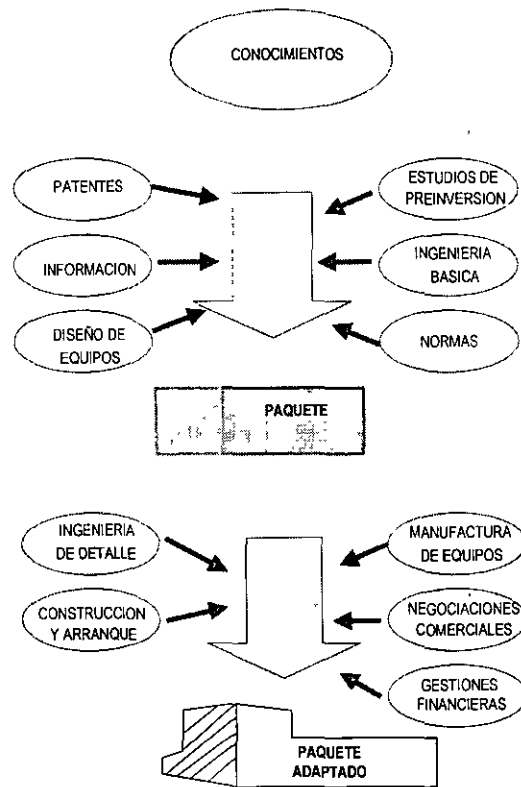 CONOCIMIENTOS
PATENTES
ESTUDIOS DE
PREINVERSION
INFORMACION
INGENIERIA
BASICA
DISEÑO DE
EQUIPOS
NORMAS
PAQUETE
INGENIERIA
DE DETALLE
MANUFACTURA
DE EQUIPOS
CONSTRUCCION
Y ARRANQUE
NEGOCIACIONES
COMERCIALES
GESTIONES
FINANCIERAS
PAQUETE
ADAPTADO